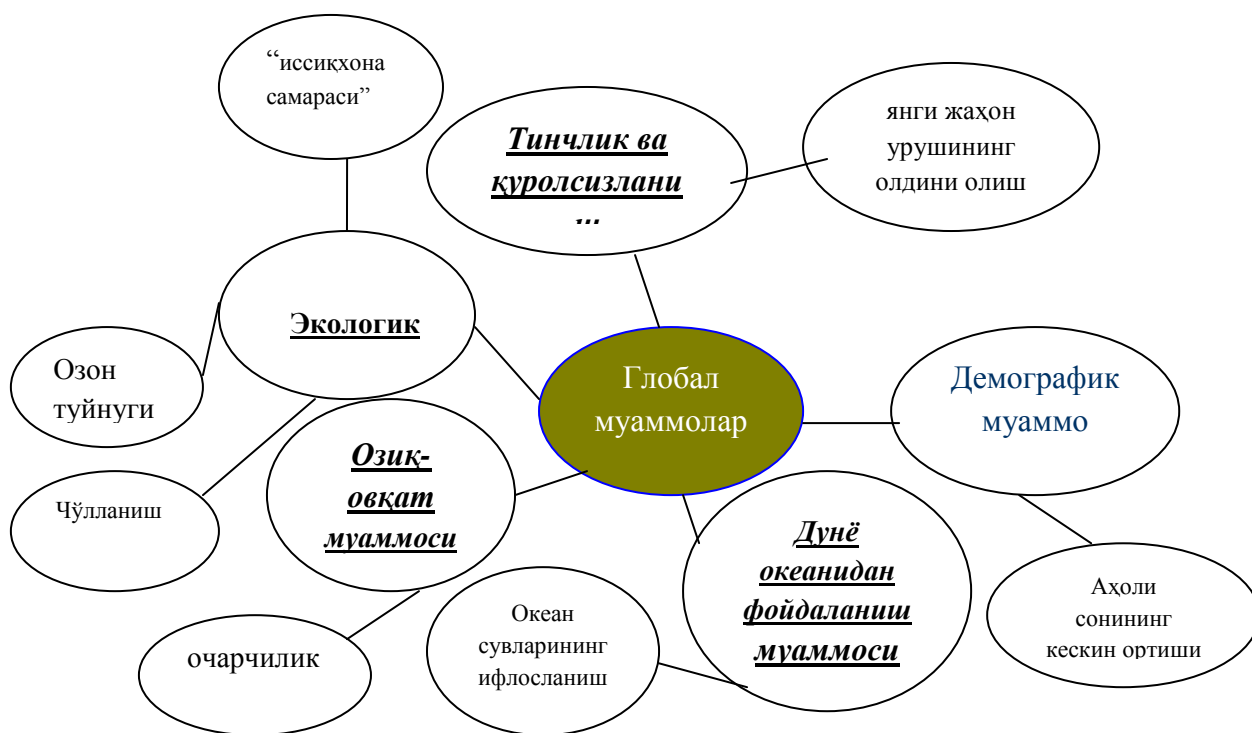 “иссиқхона
самараси”
Тинчлик ва
қуролсизлани
янги жаҳон
урушининг
олдини олиш
Экологик
Озон
туйнуги
Глобал
муаммолар
Демографик
муаммо
Озиқ-
овқат
муаммоси
Чўлланиш
Дунё
океанидан
фойдаланиш
муаммоси
Океан
сувларининг
ифлосланиш
Аҳоли
сонининг
кескин ортиши
очарчилик